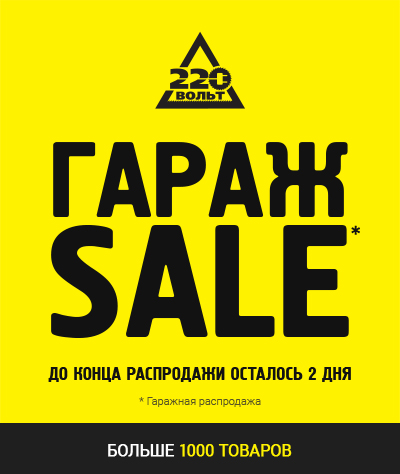 220
ВОЛЬТ
ГАРАЖ
SALE*
ДО КОНЦА РАСПРОДАЖИ ОСТАЛОСЬ 2 ДНЯ
* Гаражная распродажа
БОЛЬШЕ 1000 ТОВАРОВ